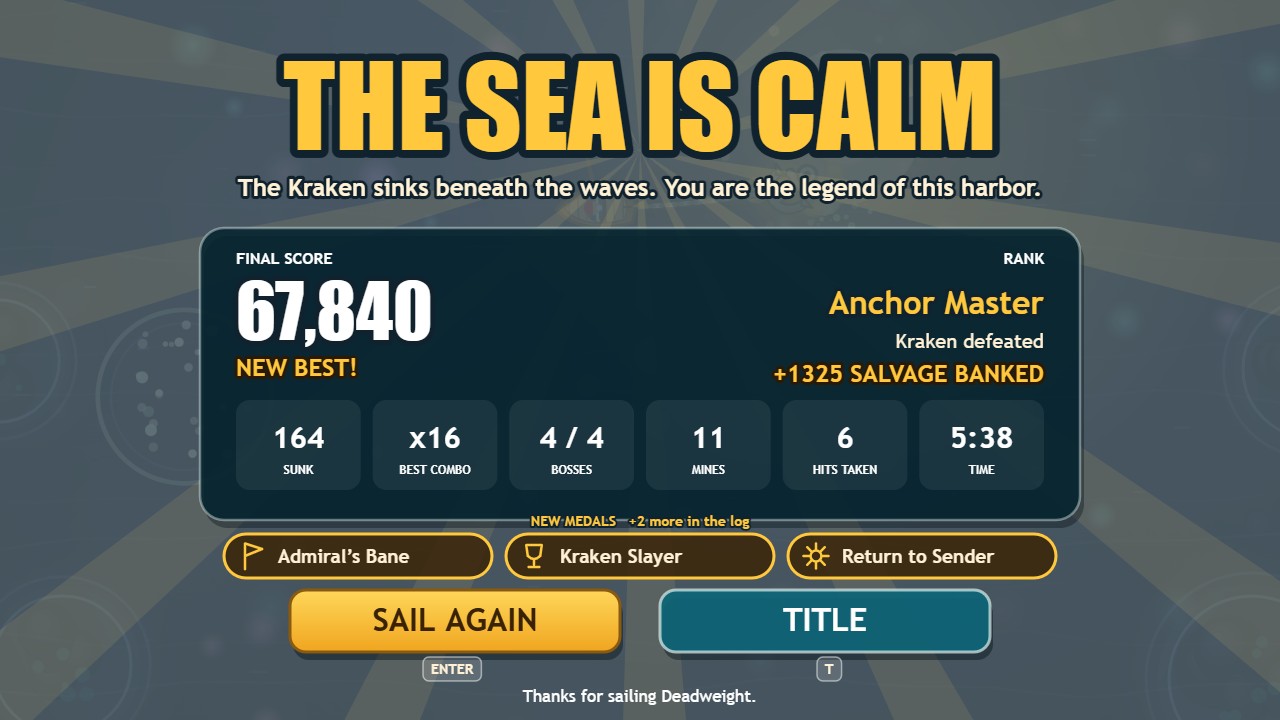 THE SEA IS CALM
The Kraken sinks beneath the waves. You are the legend of this harbor.
FINAL SCORE
RANK
67,840
Anchor Master
Kraken defeated
NEW BEST!
+1325 SALVAGE BANKED
164
x16
4 / 4
11
6
5:38
SUNK
BEST COMBO
BOSSES
MINES
HITS TAKEN
TIME
NEW MEDALS +2 more in the log
Admiral's Bane
Kraken Slayer
Return to Sender
SAIL AGAIN
TITLE
ENTER
T
Thanks for sailing Deadweight.